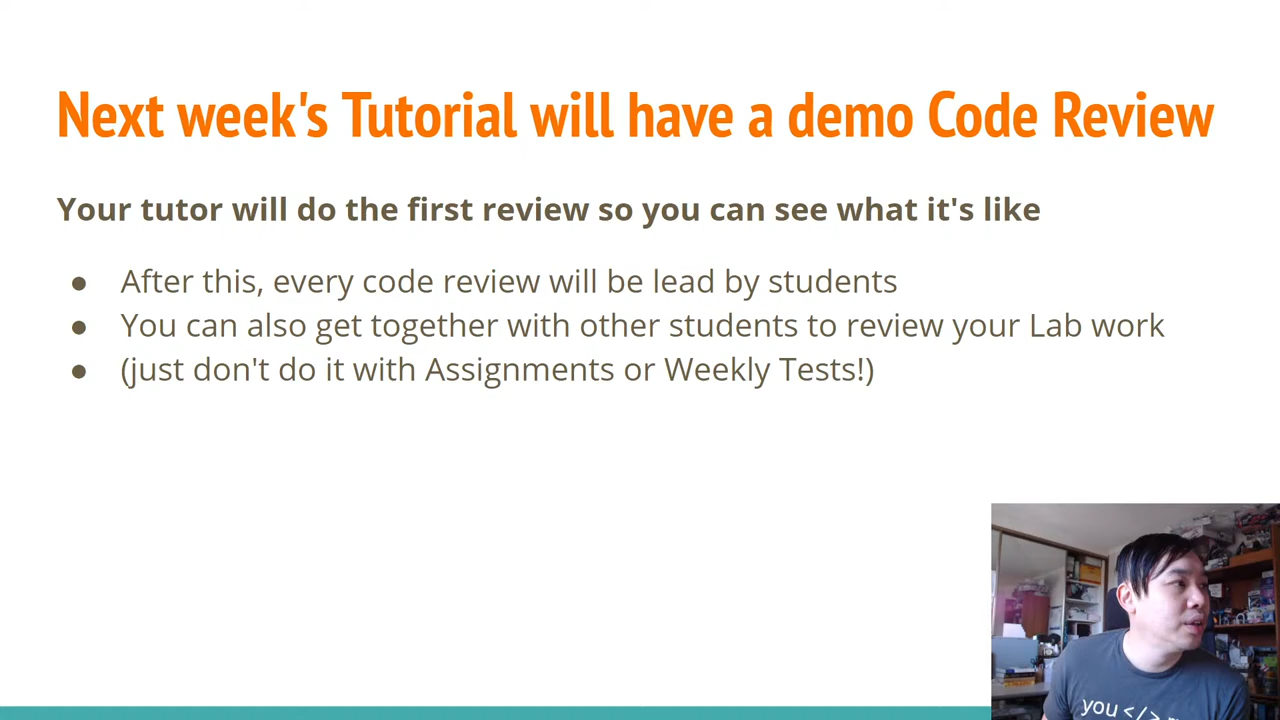 Next week's Tutorial will have a demo Code Review
Your tutor will do the first review so you can see what it's like
● After this, every code review will be lead by students
● You can also get together with other students to review your Lab work
● (just don't do it with Assignments or Weekly Tests!)
you </>